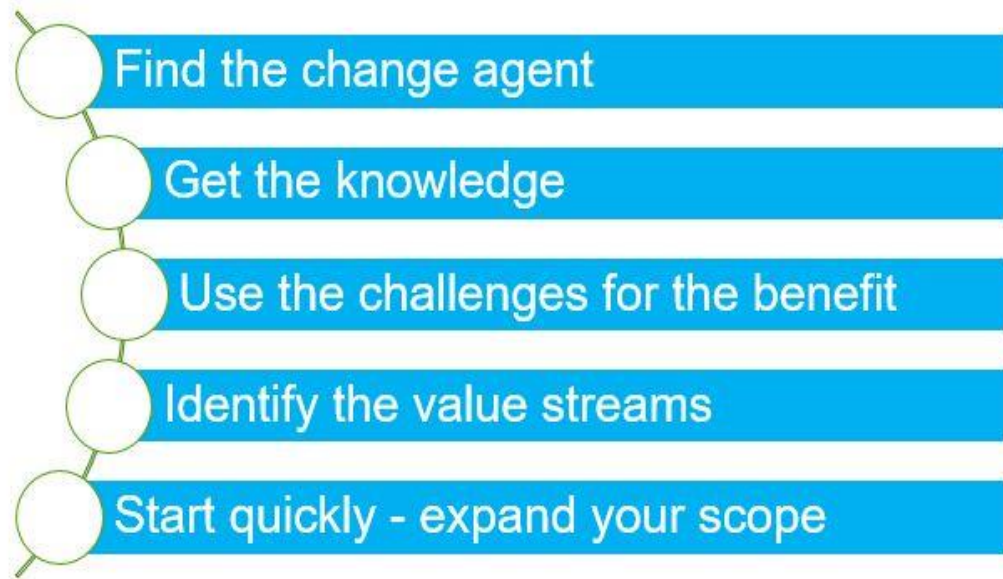 Find the change agent
Get the knowledge
Use the challenges for the benefit
Identify the value streams
Start quickly - expand your scope